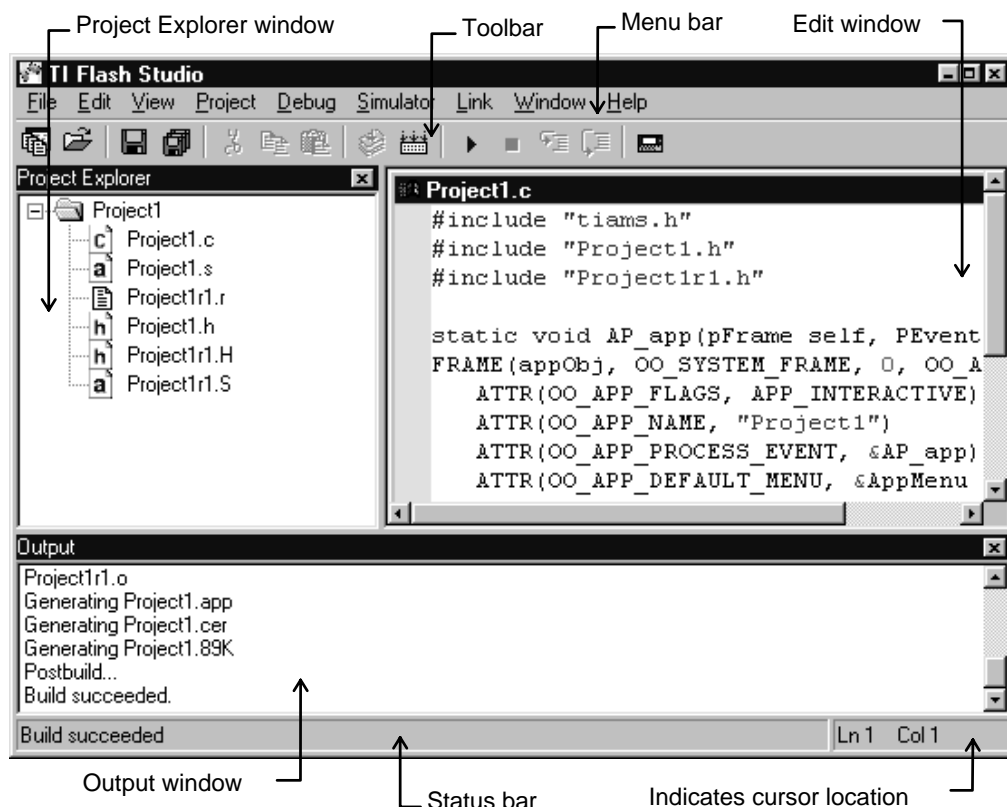 Project Explorer window
Toolbar
Menu bar
Edit window
TI Flash Studio
File Edit View Project Debug Simulator Link Window Help
Project Explorer
Project1
Project1.c
Project1.s
Project1r1.r
Project1.h
Project1r1.H
Project1r1.S
Project1.c
#include "tiams.h"
#include "Project1.h"
#include "Project1r1.h"
static void AP_app(pFrame self, PEvent
FRAME(appObj, OO_SYSTEM_FRAME, 0, OO_A
ATTR(OO_APP_FLAGS, APP_INTERACTIVE)
ATTR(OO_APP_NAME, "Project1")
ATTR(OO_APP_PROCESS_EVENT, &AP_app)
ATTR(OO_APP_DEFAULT_MENU, &AppMenu
Output
Project1r1.o
Generating Project1.app
Generating Project1.cer
Generating Project1.89K
Postbuild...
Build succeeded.
Build succeeded
Ln 1 Col 1
Output window
Status bar
Indicates cursor location